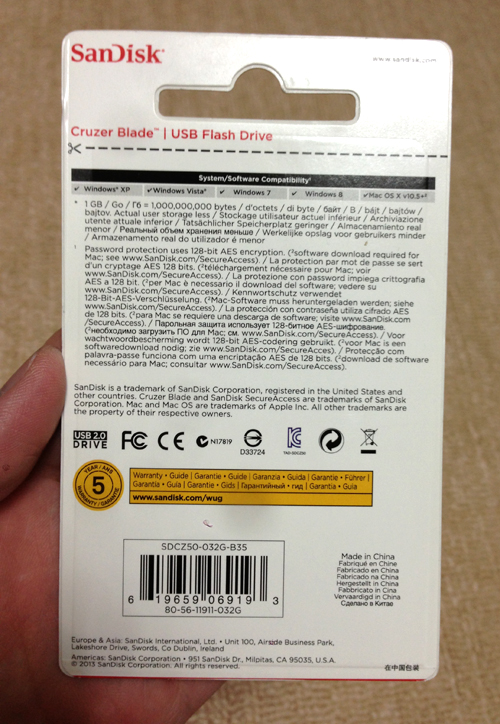 SanDisk®
www.sandisk.com
Cruzer Blade™ | USB Flash Drive
System/Software Compatibility†
✓ Windows® XP ✓Windows Vista® ✓ Windows 7 ✓ Windows 8 ✓Mac OS X v10.5+²
* 1 GB / Go / Гб = 1,000,000,000 bytes / d'octets / di byte / байт / B / bájt / bajtów /
bajtov. Actual user storage less / Stockage utilisateur actuel inférieur / Archiviazione
utente attuale inferior / Tatsächlicher Speicherplatz geringer / Almacenamiento real
menor / Реальный объем хранения меньше / Werkelijke opslag voor gebruikers minder
/ Armazenamento real do utilizador é menor
Password protection uses 128-bit AES encryption. (²software download required for
Mac; see www.SanDisk.com/SecureAccess). / La protection par mot de passe se sert
d'un cryptage AES 128 bits. (²téléchargement nécessaire pour Mac; voir
www.SanDisk.com/SecureAccess). / La protezione con password impiega crittografia
AES a 128 bit. (²per Mac è necessario il download del software; vedere su
www.SanDisk.com/SecureAccess). / Kennwortschutz verwendet
128-Bit-AES-Verschlüsselung. (²Mac-Software muss heruntergeladen werden; siehe
www.SanDisk.com/SecureAccess). / La protección con contraseña utiliza cifrado AES
de 128 bits. (²para Mac se requiere una descarga de software; visite www.SanDisk.com
/SecureAccess). / Парольная защита использует 128-битное AES-шифрование.
(²необходимо загрузить ПО для Mac; см. www.SanDisk.com/SecureAccess). / Voor
wachtwoordbescherming wordt 128-bit AES-codering gebruikt. (²voor Mac is een
softwaredownload nodig; zie www.SanDisk.com/SecureAccess). / Protecção com
palavra-passe funciona com uma encriptação AES de 128 bits. (²download de software
necessário para Mac; consultar www.SanDisk.com/SecureAccess).
SanDisk is a trademark of SanDisk Corporation, registered in the United States and
other countries. Cruzer Blade and SanDisk SecureAccess are trademarks of SanDisk
Corporation. Mac and Mac OS are trademarks of Apple Inc. All other trademarks are
the property of their respective owners.
USB 2.0
DRIVE
FC CE N17819 D33724
YEAR / ANS
5
WARRANTY / GARANTIE
Warranty • Guide | Garantie • Guide | Garanzia • Guida | Garantie • Führer |
Garantía • Guía | Garantie • Gids | Гарантийный • гид | Garantia • Guia
www.sandisk.com/wug
SDCZ50-032G-B35
6 19659 06919 3
80-56-11911-032G
Made in China
Fabriqué en Chine
Fabricado en China
Fabricado na China
Hergestellt in China
Fabbricato in Cina
Vervaardigd in China
Сделано в Китае
Europe & Asia: SanDisk International, Ltd. • Unit 100, Airside Business Park,
Lakeshore Drive, Swords, Co Dublin, Ireland
Americas: SanDisk Corporation • 951 SanDisk Dr., Milpitas, CA 95035, U.S.A.
© 2013 SanDisk Corporation. All rights reserved.
在中国包装